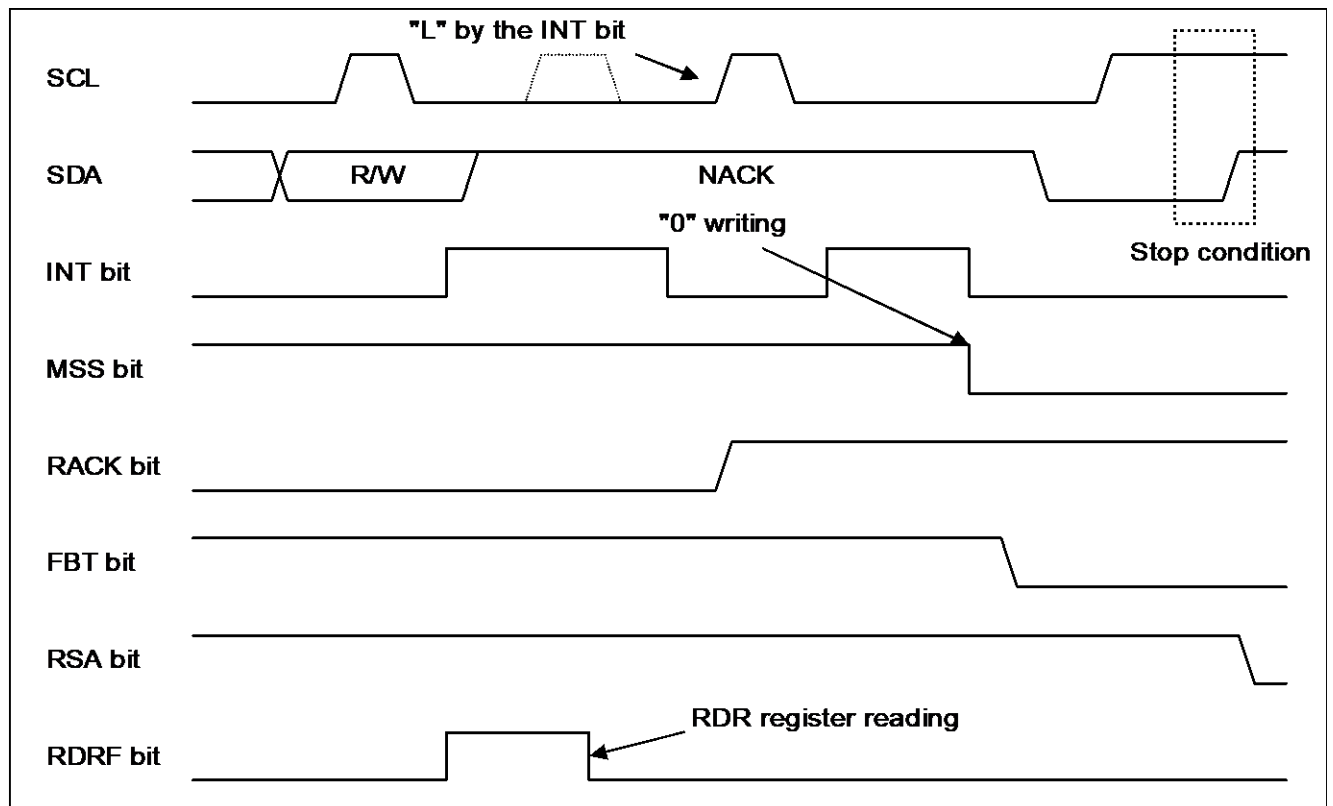 "L" by the INT bit
SCL
SDA
R/W
NACK
"0" writing
Stop condition
INT bit
MSS bit
RACK bit
FBT bit
RSA bit
RDR register reading
RDRF bit